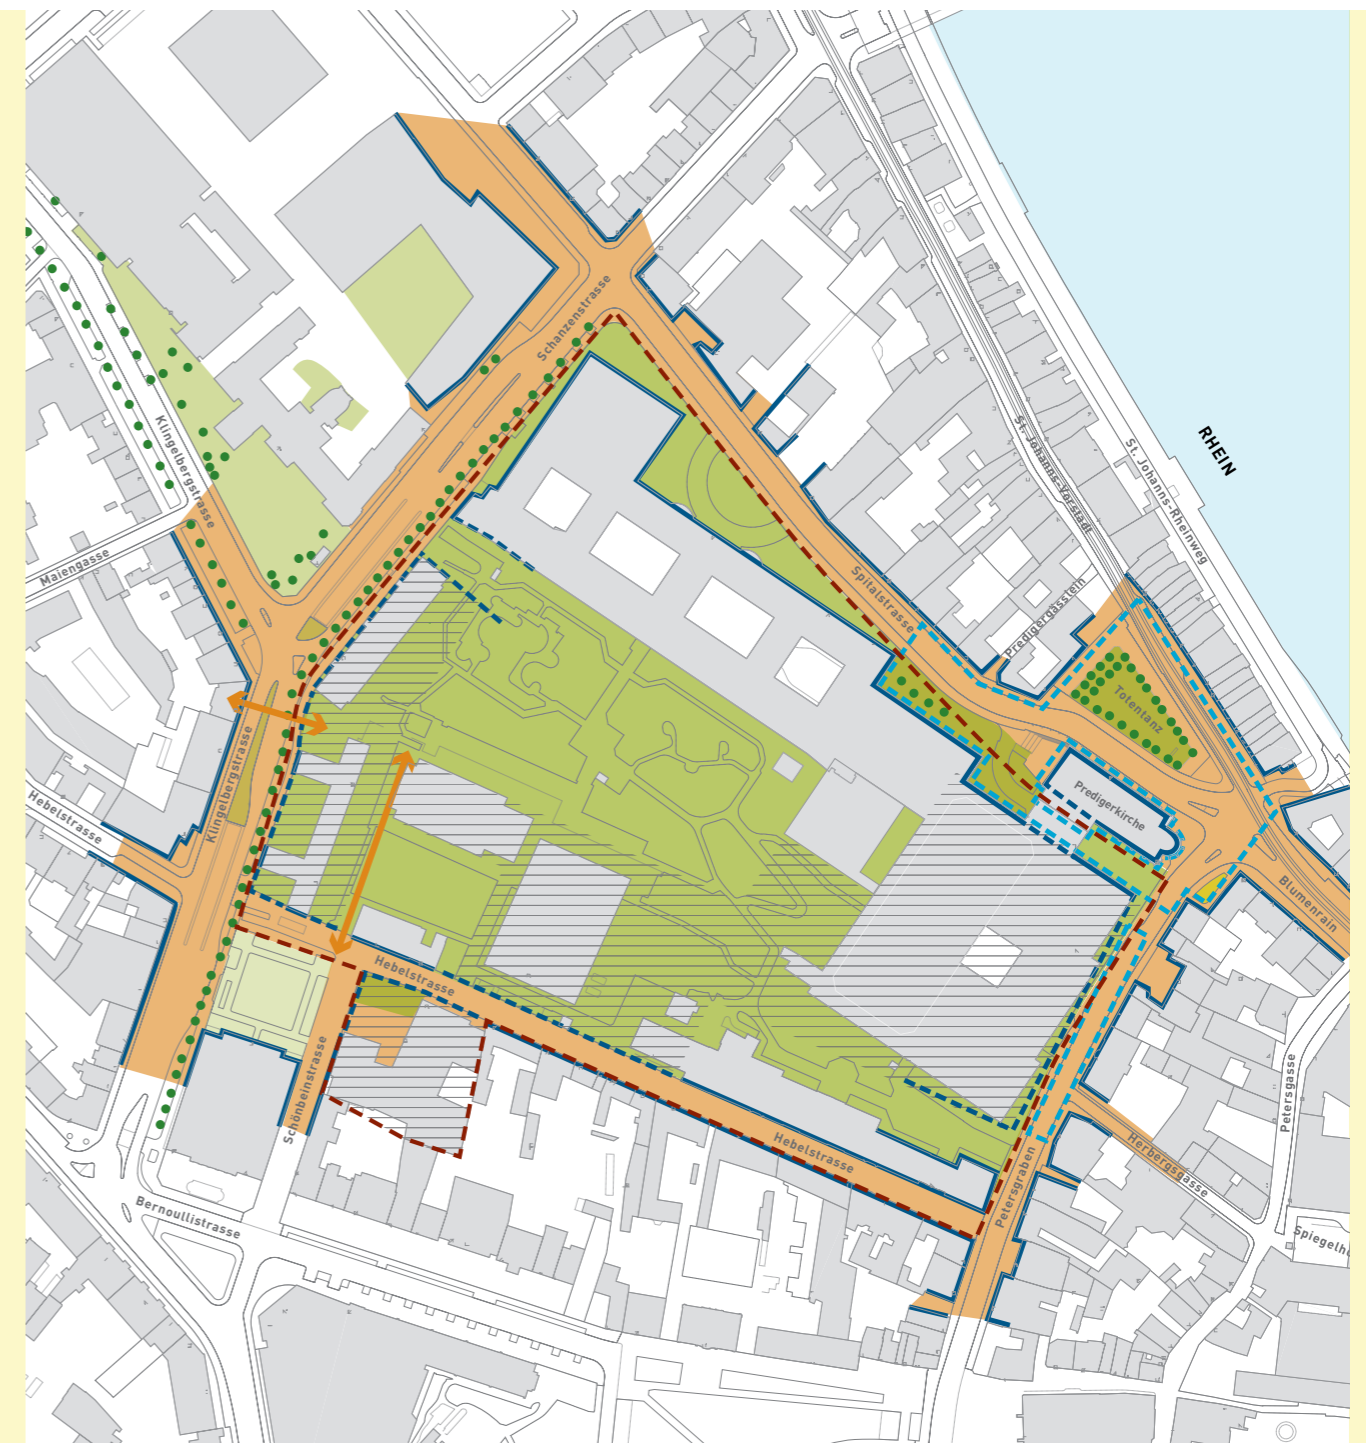 Schanzenstrasse
Klingelbergstrasse
St. Johanns-Vorstadt
St. Johanns-Rheinweg
RHEIN
Maiengasse
Spitalstrasse
Predigergässlein
Totentanz
Klingelbergstrasse
Hebelstrasse
Predigerkirche
Blumenrain
Hebelstrasse
Schönbeinstrasse
Petersgasse
Hebelstrasse
Petersgraben
Herbergsgasse
Bernoullistrasse
Spiegelh